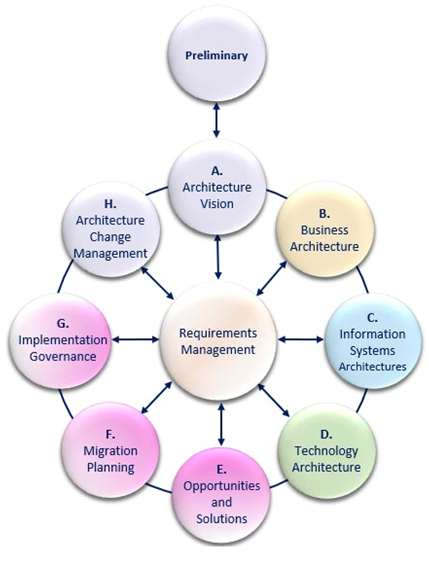 Preliminary
A.
Architecture
Vision
B.
Business
Architecture
C.
Information
Systems
Architectures
D.
Technology
Architecture
E.
Opportunities
and
Solutions
F.
Migration
Planning
G.
Implementation
Governance
H.
Architecture
Change
Management
Requirements
Management